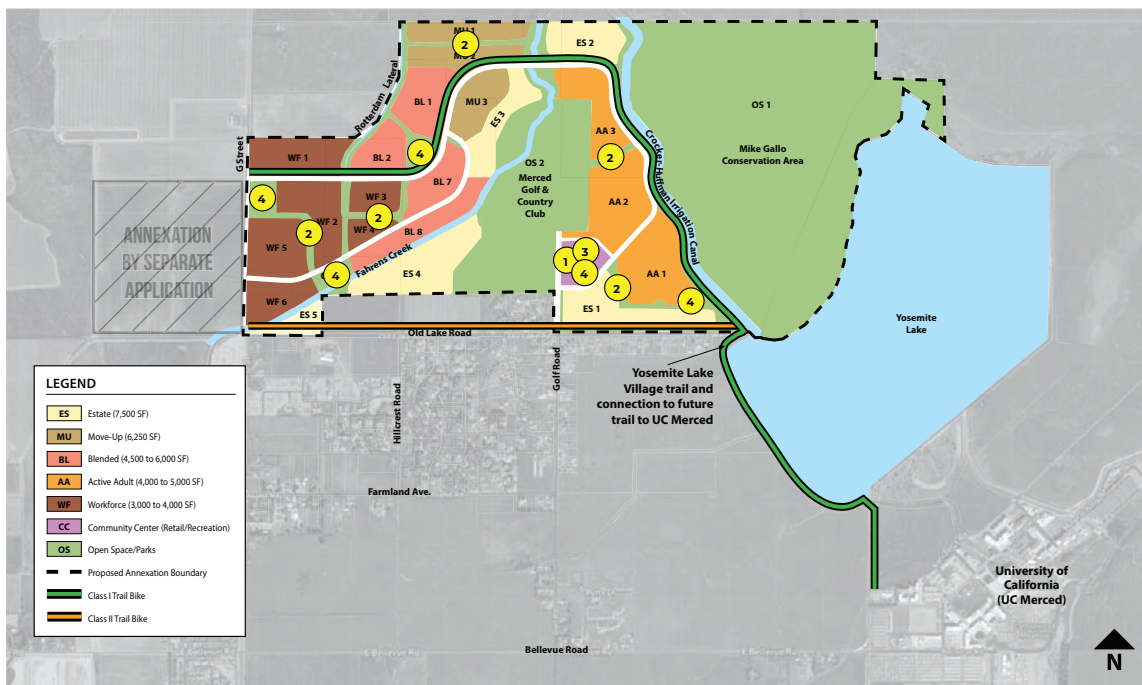 MU 1
2
MU 2
ES 2
Rotterdam Lateral
BL 1
MU 3
ES 3
OS 1
G Street
WF 1
BL 2
4
AA 3
2
OS 2
Merced
Golf &
Country
Club
Mike Gallo
Conservation Area
Crocker-Huffman Irrigation Canal
BL 7
4
WF 3
2
WF 2
2
WF 4
BL 8
AA 2
ANNEXATION
BY SEPARATE
APPLICATION
WF 5
4
Fahrens Creek
ES 4
1
3
4
AA 1
2
4
WF 6
ES 5
ES 1
Yosemite
Lake
Old Lake Road
Golf Road
Hillcrest Road
Yosemite Lake
Village trail and
connection to future
trail to UC Merced
LEGEND
ES Estate (7,500 SF)
MU Move-Up (6,250 SF)
BL Blended (4,500 to 6,000 SF)
AA Active Adult (4,000 to 5,000 SF)
WF Workforce (3,000 to 4,000 SF)
CC Community Center (Retail/Recreation)
OS Open Space/Parks
Proposed Annexation Boundary
Class I Trail Bike
Class II Trail Bike
Farmland Ave.
University of
California
(UC Merced)
Bellevue Road
E Bellevue Rd
E Bellevue Rd
N